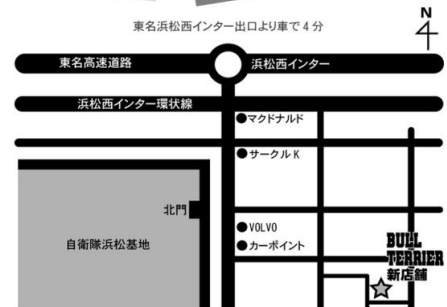 東名浜松西インター出口より車で4分
N
東名高速道路
浜松西インター
浜松西インター環状線
●マクドナルド
●サークルK
北門
●VOLVO
●カーポイント
自衛隊浜松基地
BULL
TERRIER
新店舗